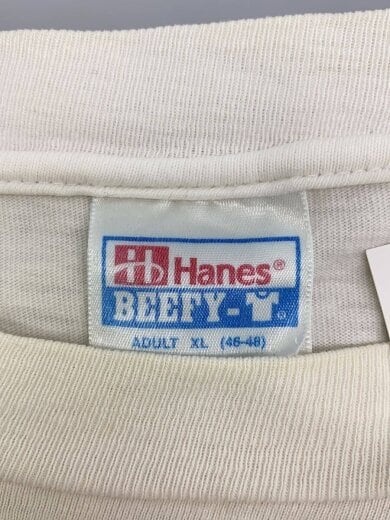 Hanes®
BEEFY-T®
ADULT XL (46-48)